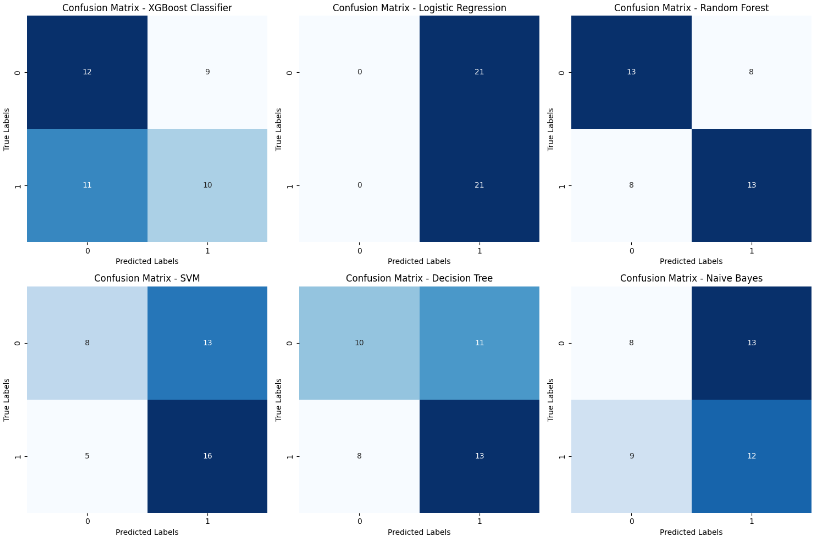 Confusion Matrix - XGBoost Classifier
0
12
9
True Labels
1
11
10
0
1
Predicted Labels
Confusion Matrix - Logistic Regression
0
0
21
True Labels
1
0
21
0
1
Predicted Labels
Confusion Matrix - Random Forest
0
13
8
True Labels
1
8
13
0
1
Predicted Labels
Confusion Matrix - SVM
0
8
13
True Labels
1
5
16
0
1
Predicted Labels
Confusion Matrix - Decision Tree
0
10
11
True Labels
1
8
13
0
1
Predicted Labels
Confusion Matrix - Naive Bayes
0
8
13
True Labels
1
9
12
0
1
Predicted Labels